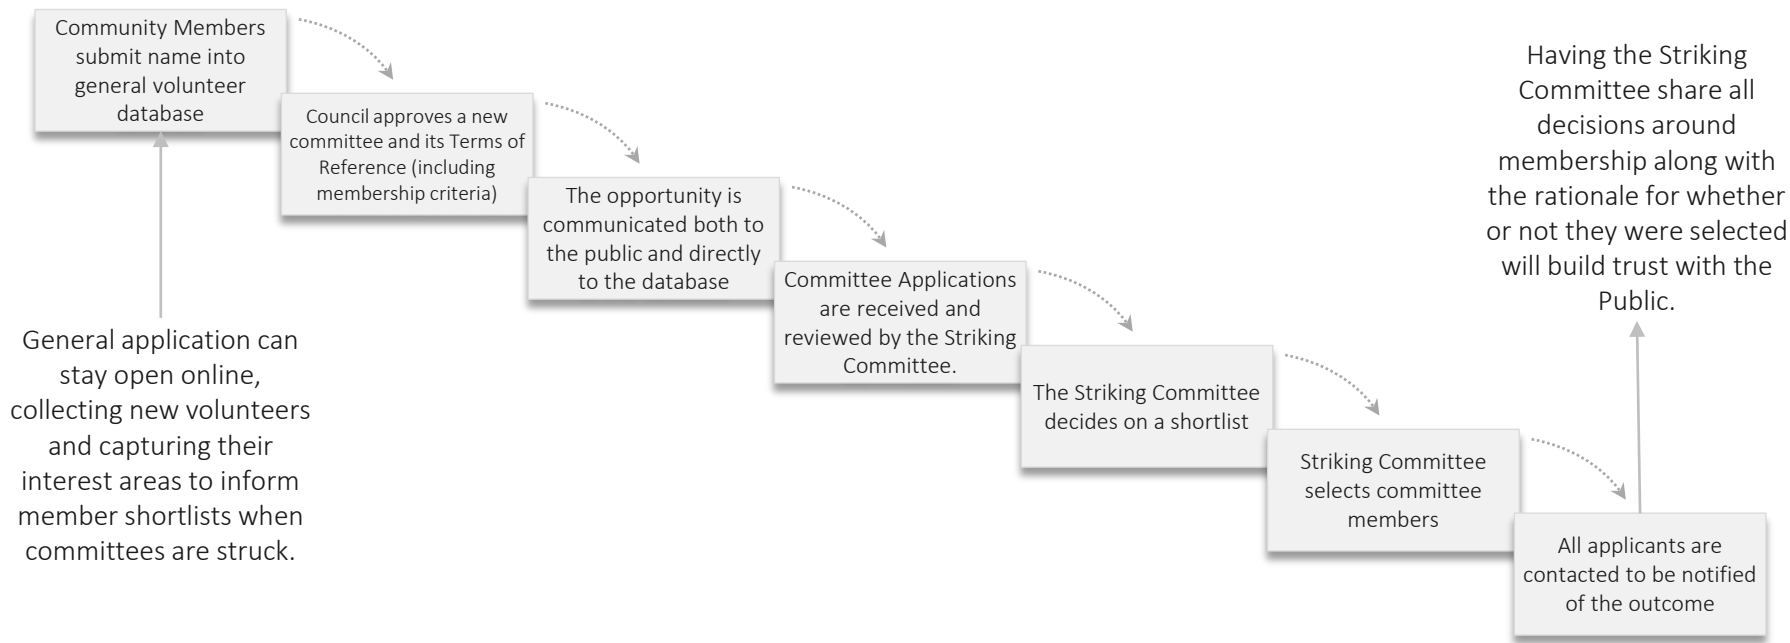 Community Members
submit name into
general volunteer
database
Council approves a new
committee and its Terms of
Reference (including
membership criteria)
The opportunity is
communicated both to
the public and directly
to the database
Committee Applications
are received and
reviewed by the Striking
Committee.
The Striking Committee
decides on a shortlist
Striking Committee
selects committee
members
All applicants are
contacted to be notified
of the outcome
General application can
stay open online,
collecting new volunteers
and capturing their
interest areas to inform
member shortlists when
committees are struck.
Having the Striking
Committee share all
decisions around
membership along with
the rationale for whether
or not they were selected
will build trust with the
Public.